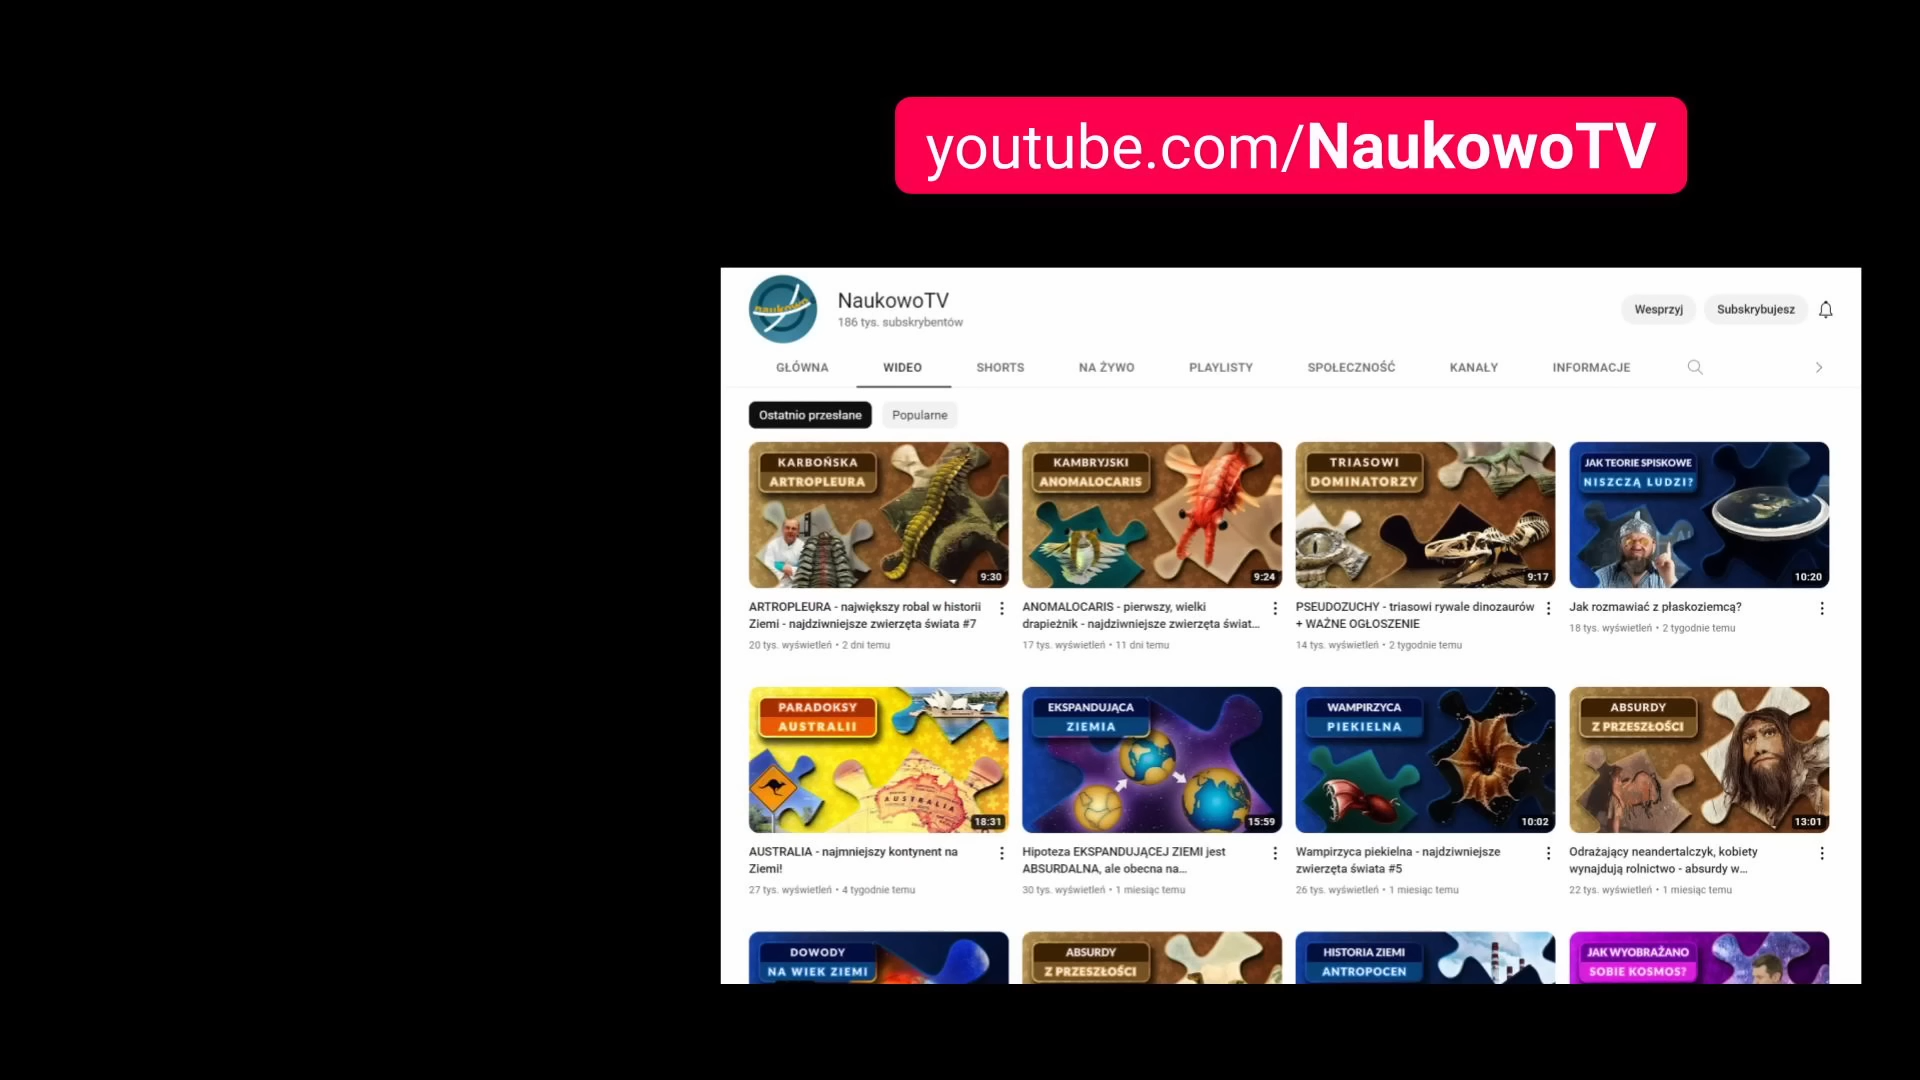 youtube.com/NaukowoTV
naukowo
NaukowoTV
186 tys. subskrybentów
Wesprzyj
Subskrybujesz
GŁÓWNA
WIDEO
SHORTS
NA ŻYWO
PLAYLISTY
SPOŁECZNOŚĆ
KANAŁY
INFORMACJE
Ostatnio przesłane
Popularne
KARBOŃSKA
ARTROPLEURA
9:30
KAMBRYJSKI
ANOMALOCARIS
9:24
TRIASOWI
DOMINATORZY
9:17
JAK TEORIE SPISKOWE
NISZCZĄ LUDZI?
10:20
ARTROPLEURA - największy robal w historii
Ziemi - najdziwniejsze zwierzęta świata #7
20 tys. wyświetleń • 2 dni temu
ANOMALOCARIS - pierwszy, wielki
drapieżnik - najdziwniejsze zwierzęta świat...
17 tys. wyświetleń • 11 dni temu
PSEUDOZUCHY - triasowi rywale dinozaurów
+ WAŻNE OGŁOSZENIE
14 tys. wyświetleń • 2 tygodnie temu
Jak rozmawiać z płaskoziemcą?
18 tys. wyświetleń • 2 tygodnie temu
PARADOKSY
AUSTRALII
AUSTRALIA
18:31
EKSPANDUJĄCA
ZIEMIA
15:59
WAMPIRZYCA
PIEKIELNA
10:02
ABSURDY
Z PRZESZŁOŚCI
13:01
AUSTRALIA - najmniejszy kontynent na
Ziemi!
27 tys. wyświetleń • 4 tygodnie temu
Hipoteza EKSPANDUJĄCEJ ZIEMI jest
ABSURDALNA, ale obecna na...
30 tys. wyświetleń • 1 miesiąc temu
Wampirzyca piekielna - najdziwniejsze
zwierzęta świata #5
26 tys. wyświetleń • 1 miesiąc temu
Odrażający neandertalczyk, kobiety
wynajdują rolnictwo - absurdy w...
22 tys. wyświetleń • 1 miesiąc temu
DOWODY
NA WIEK ZIEMI
ABSURDY
Z PRZESZŁOŚCI
HISTORIA ZIEMI
ANTROPOCEN
JAK WYOBRAŻANO
SOBIE KOSMOS?